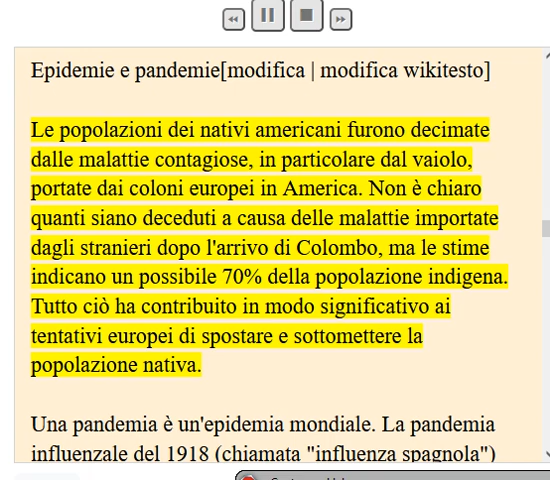 Epidemie e pandemie[modifica | modifica wikitesto]
Le popolazioni dei nativi americani furono decimate
dalle malattie contagiose, in particolare dal vaiolo,
portate dai coloni europei in America. Non è chiaro
quanti siano deceduti a causa delle malattie importate
dagli stranieri dopo l'arrivo di Colombo, ma le stime
indicano un possibile 70% della popolazione indigena.
Tutto ciò ha contribuito in modo significativo ai
tentativi europei di spostare e sottomettere la
popolazione nativa.
Una pandemia è un'epidemia mondiale. La pandemia
influenzale del 1918 (chiamata "influenza spagnola")